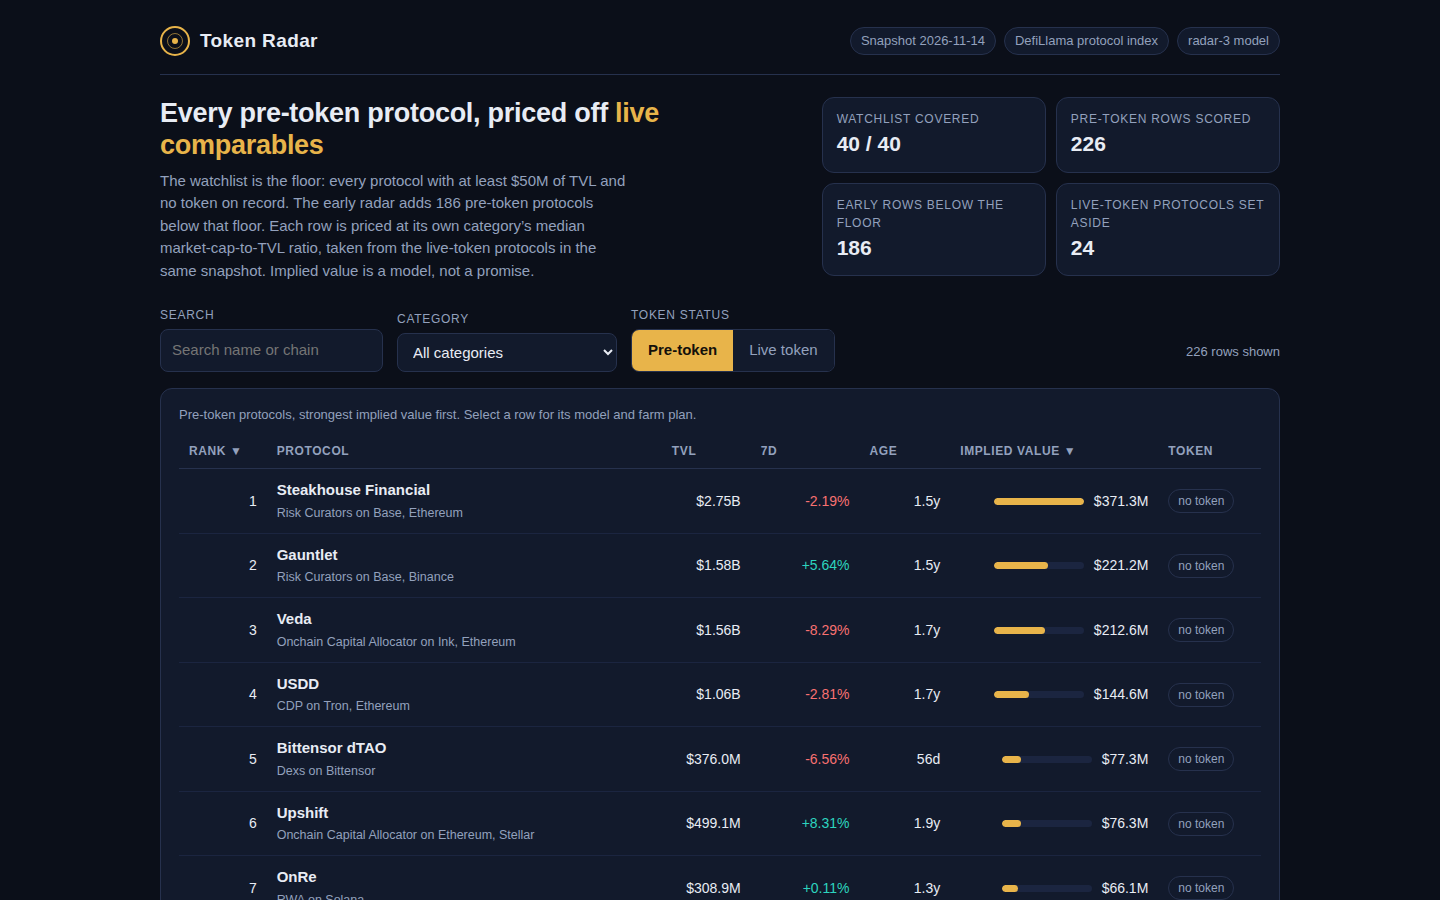 Token Radar
Snapshot 2026-11-14
DefiLlama protocol index
radar-3 model
Every pre-token protocol, priced off live
comparables
The watchlist is the floor: every protocol with at least $50M of TVL and
no token on record. The early radar adds 186 pre-token protocols
below that floor. Each row is priced at its own category's median
market-cap-to-TVL ratio, taken from the live-token protocols in the
same snapshot. Implied value is a model, not a promise.
WATCHLIST COVERED
40 / 40
PRE-TOKEN ROWS SCORED
226
EARLY ROWS BELOW THE
FLOOR
186
LIVE-TOKEN PROTOCOLS SET
ASIDE
24
SEARCH
Search name or chain
CATEGORY
All categories
TOKEN STATUS
Pre-token
Live token
226 rows shown
Pre-token protocols, strongest implied value first. Select a row for its model and farm plan.
RANK ▼ PROTOCOL TVL 7D AGE IMPLIED VALUE ▼ TOKEN
1 Steakhouse Financial $2.75B -2.19% 1.5y $371.3M no token
Risk Curators on Base, Ethereum
2 Gauntlet $1.58B +5.64% 1.5y $221.2M no token
Risk Curators on Base, Binance
3 Veda $1.56B -8.29% 1.7y $212.6M no token
Onchain Capital Allocator on Ink, Ethereum
4 USDD $1.06B -2.81% 1.7y $144.6M no token
CDP on Tron, Ethereum
5 Bittensor dTAO $376.0M -6.56% 56d $77.3M no token
Dexs on Bittensor
6 Upshift $499.1M +8.31% 1.9y $76.3M no token
Onchain Capital Allocator on Ethereum, Stellar
7 OnRe $308.9M +0.11% 1.3y $66.1M no token
RWA on Solana